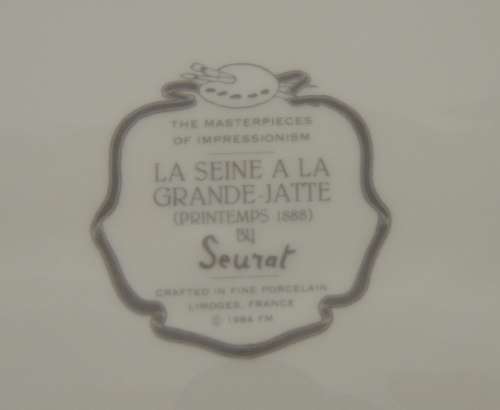 THE MASTERPIECES
OF IMPRESSIONISM
LA SEINE A LA
GRANDE-JATTE
(PRINTEMPS 1888)
BY
Seurat
CRAFTED IN FINE PORCELAIN
LIMOGES, FRANCE
© 1984 FM